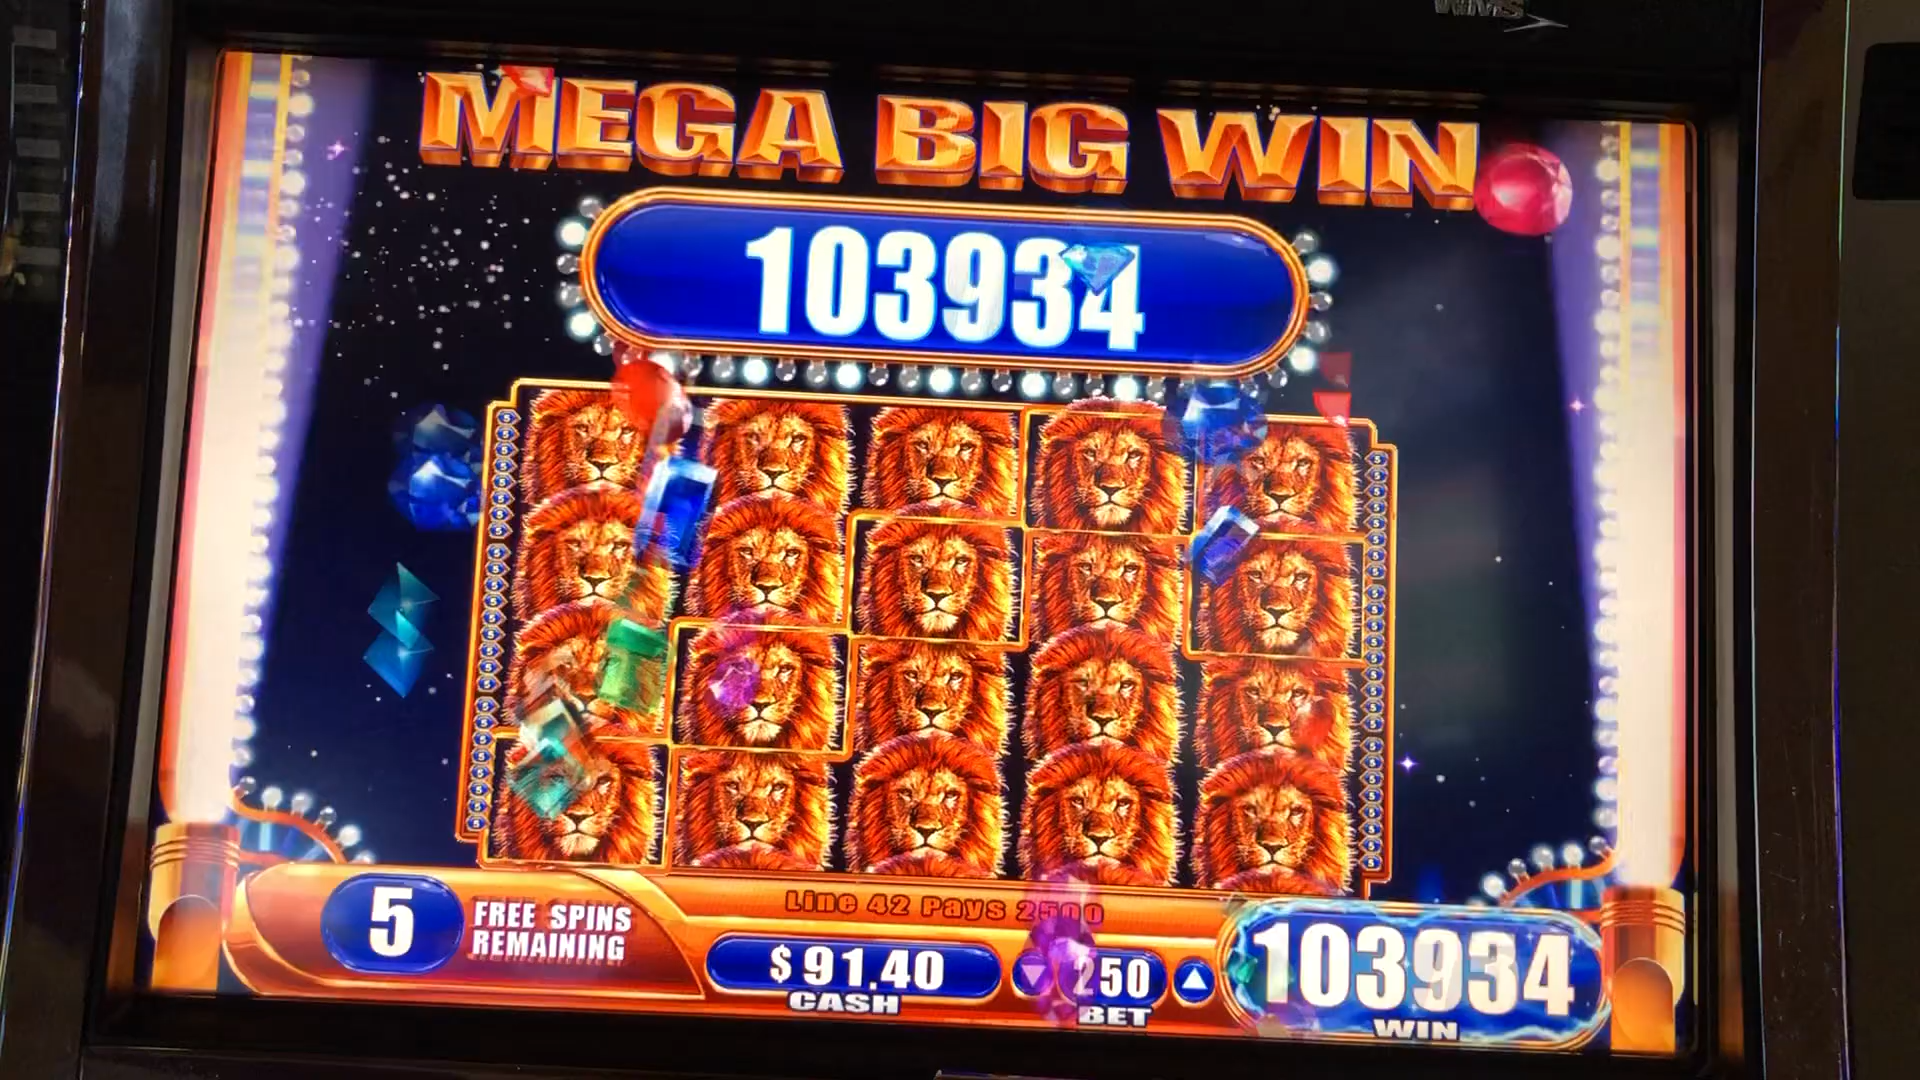 WMS
MEGA BIG WIN
103934
5
FREE SPINS
REMAINING
Line 42 Pays 2500
$91.40
CASH
250
BET
103934
WIN